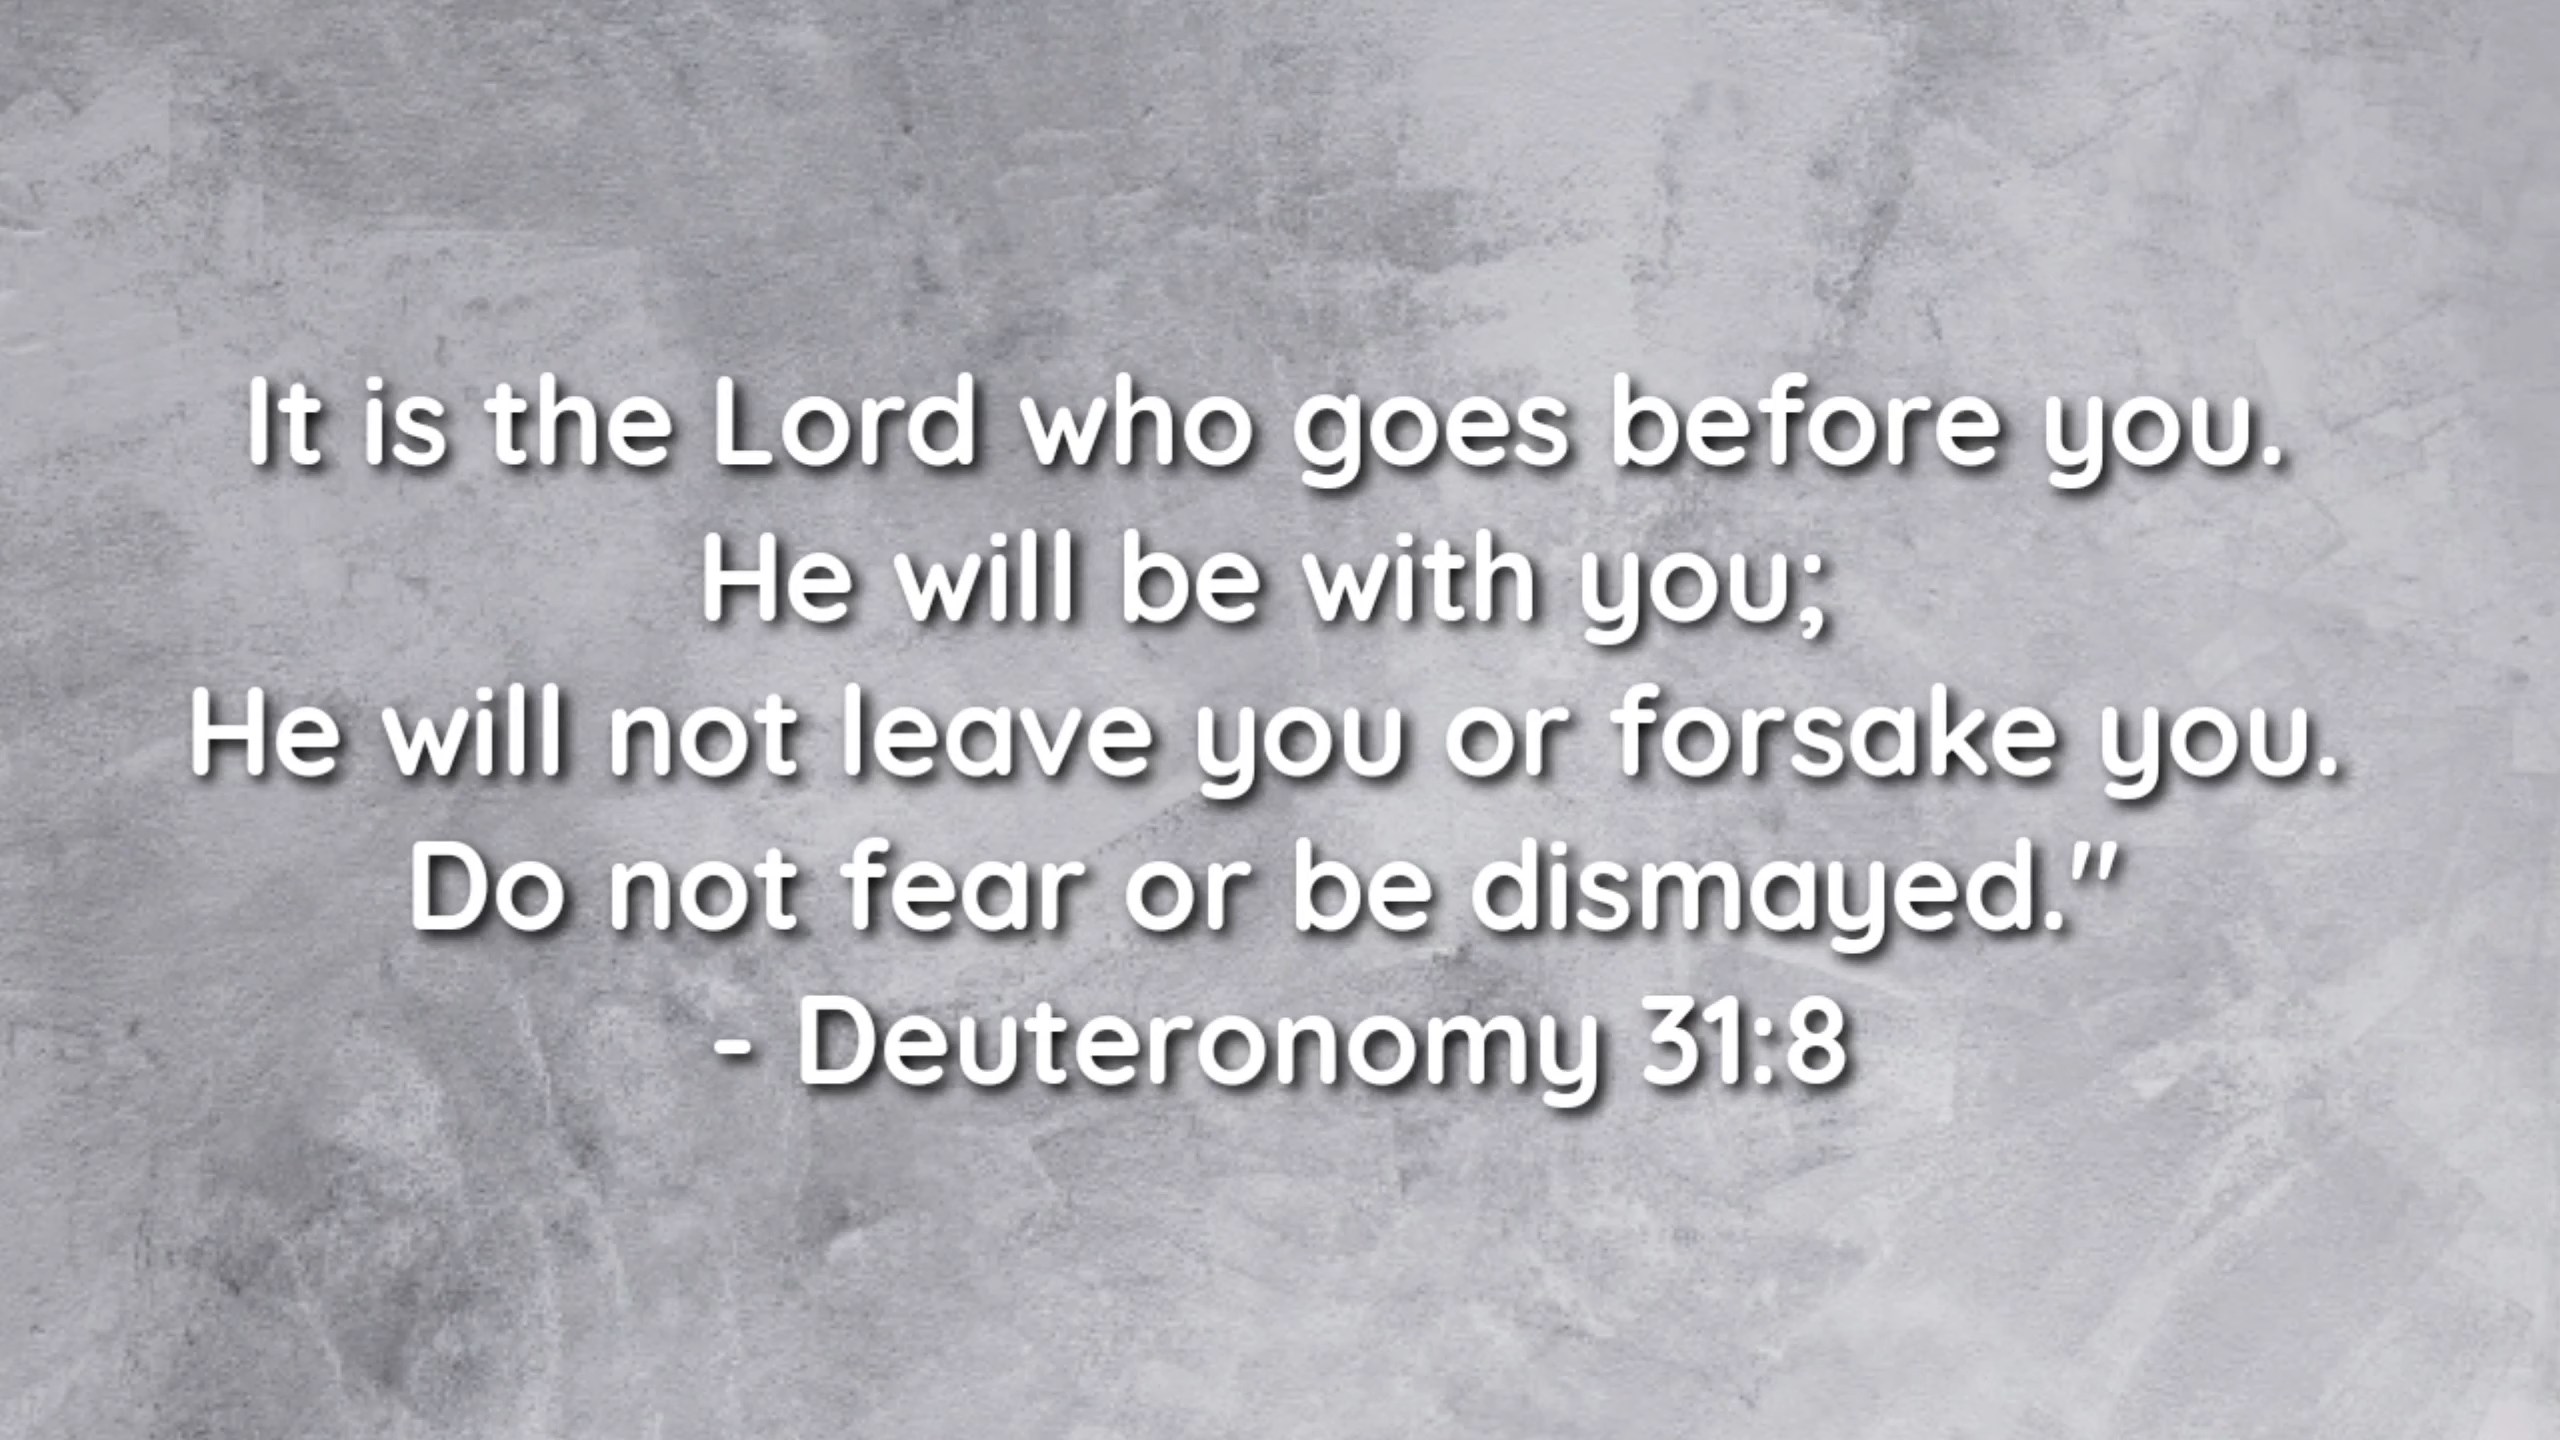 It is the Lord who goes before you.
He will be with you;
He will not leave you or forsake you.
Do not fear or be dismayed."
- Deuteronomy 31:8